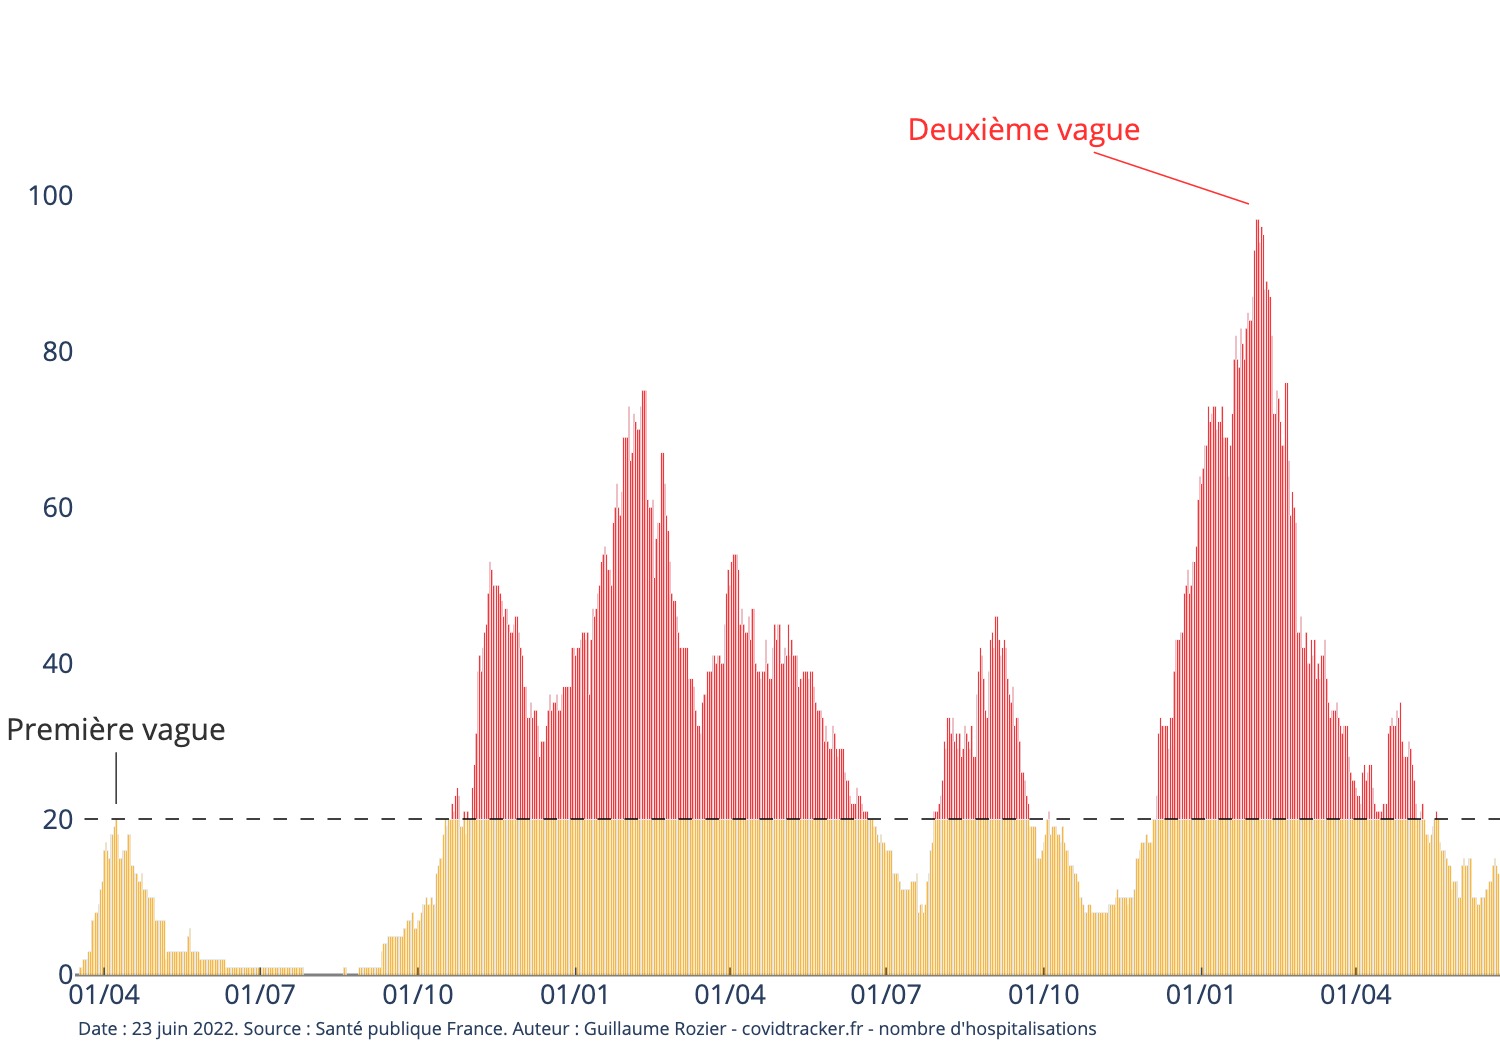 Deuxième vague
100
80
60
40
Première vague
20
0
01/04 01/07 01/10 01/01 01/04 01/07 01/10 01/01 01/04
Date : 23 juin 2022. Source : Santé publique France. Auteur : Guillaume Rozier - covidtracker.fr - nombre d'hospitalisations